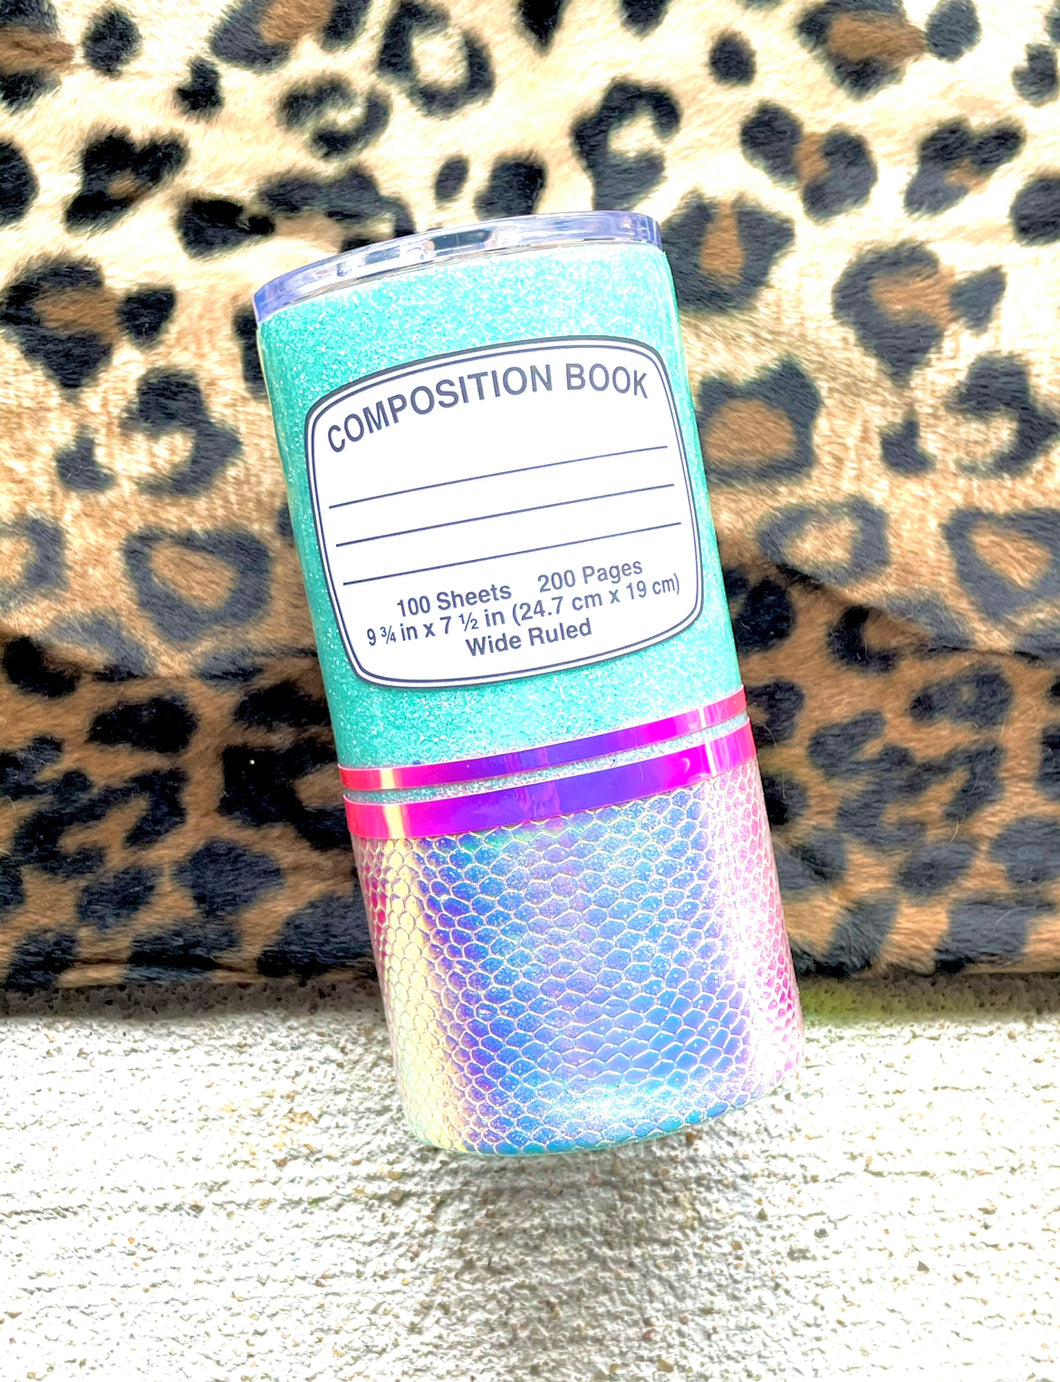 COMPOSITION BOOK
100 Sheets 200 Pages
9 ¾ in x 7 ½ in (24.7 cm x 19 cm)
Wide Ruled